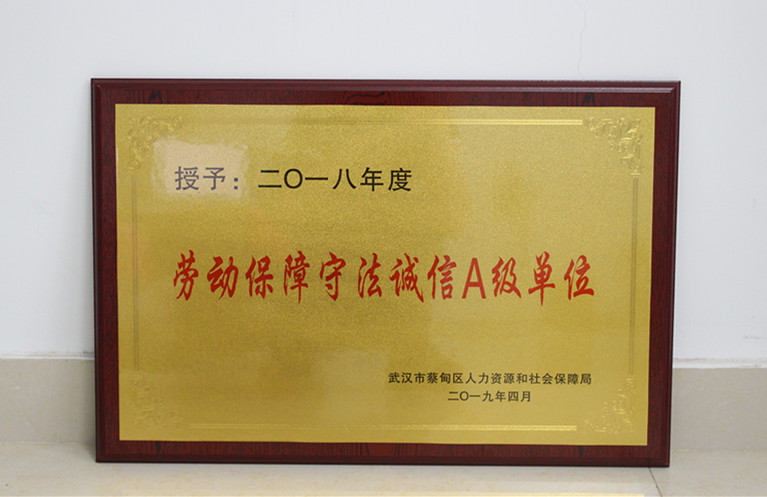 授予：二〇一八年度
劳动保障守法诚信A级单位
武汉市蔡甸区人力资源和社会保障局
二〇一九年四月